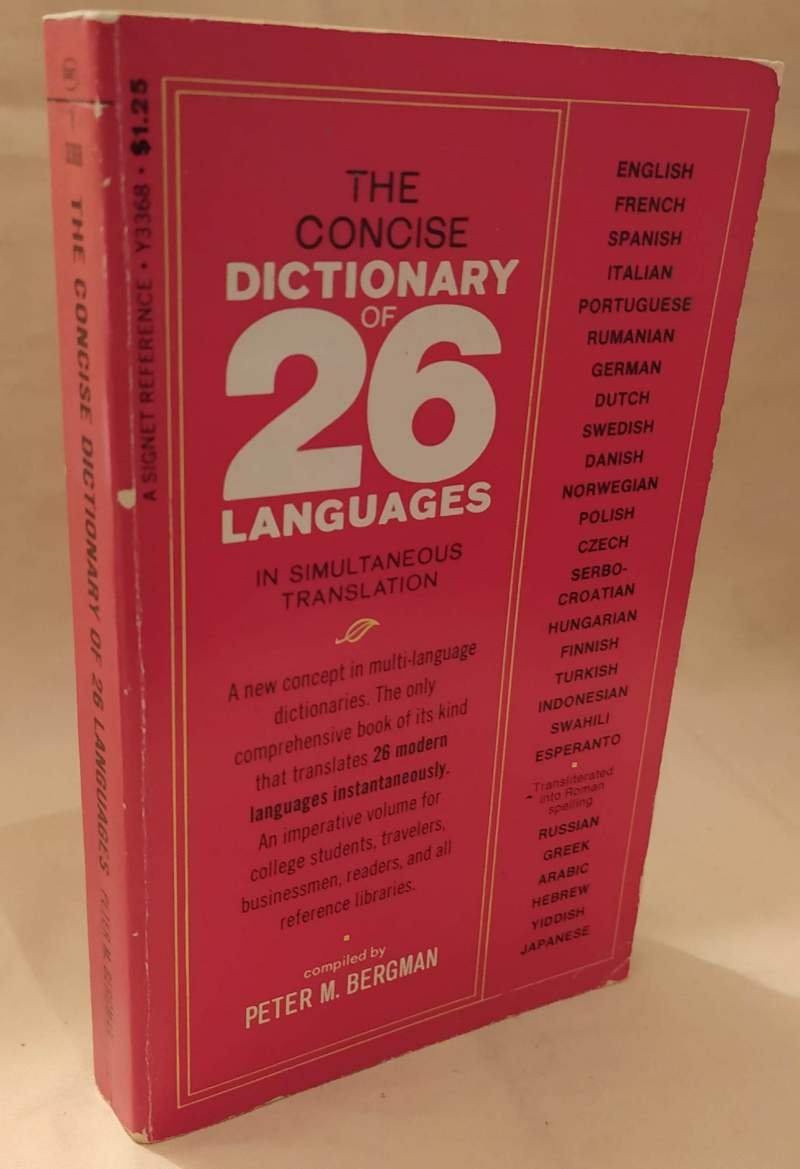 THE CONCISE DICTIONARY OF 26 LANGUAGES PETER M. BERGMAN
A SIGNET REFERENCE • Y3368 • $1.25
THE
CONCISE
DICTIONARY
OF
26
LANGUAGES
IN SIMULTANEOUS
TRANSLATION
A new concept in multi-language
dictionaries. The only
comprehensive book of its kind
that translates 26 modern
languages instantaneously.
An imperative volume for
college students, travelers,
businessmen, readers, and all
reference libraries.
compiled by
PETER M. BERGMAN
ENGLISH
FRENCH
SPANISH
ITALIAN
PORTUGUESE
RUMANIAN
GERMAN
DUTCH
SWEDISH
DANISH
NORWEGIAN
POLISH
CZECH
SERBO-
CROATIAN
HUNGARIAN
FINNISH
TURKISH
INDONESIAN
SWAHILI
ESPERANTO
Transliterated
into Roman
spelling
RUSSIAN
GREEK
ARABIC
HEBREW
YIDDISH
JAPANESE